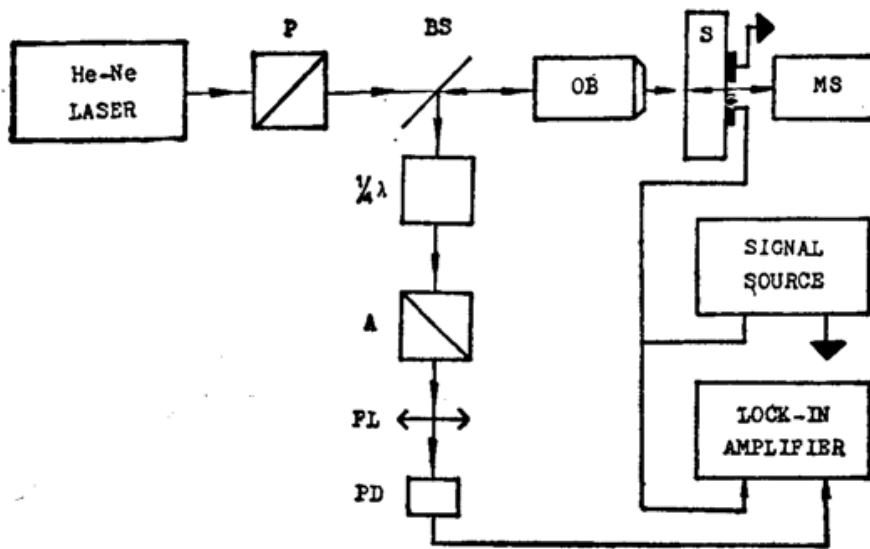 P
BS
He-Ne
LASER
OB
S
MS
¼λ
SIGNAL
SOURCE
A
LOCK-IN
AMPLIFIER
FL
PD